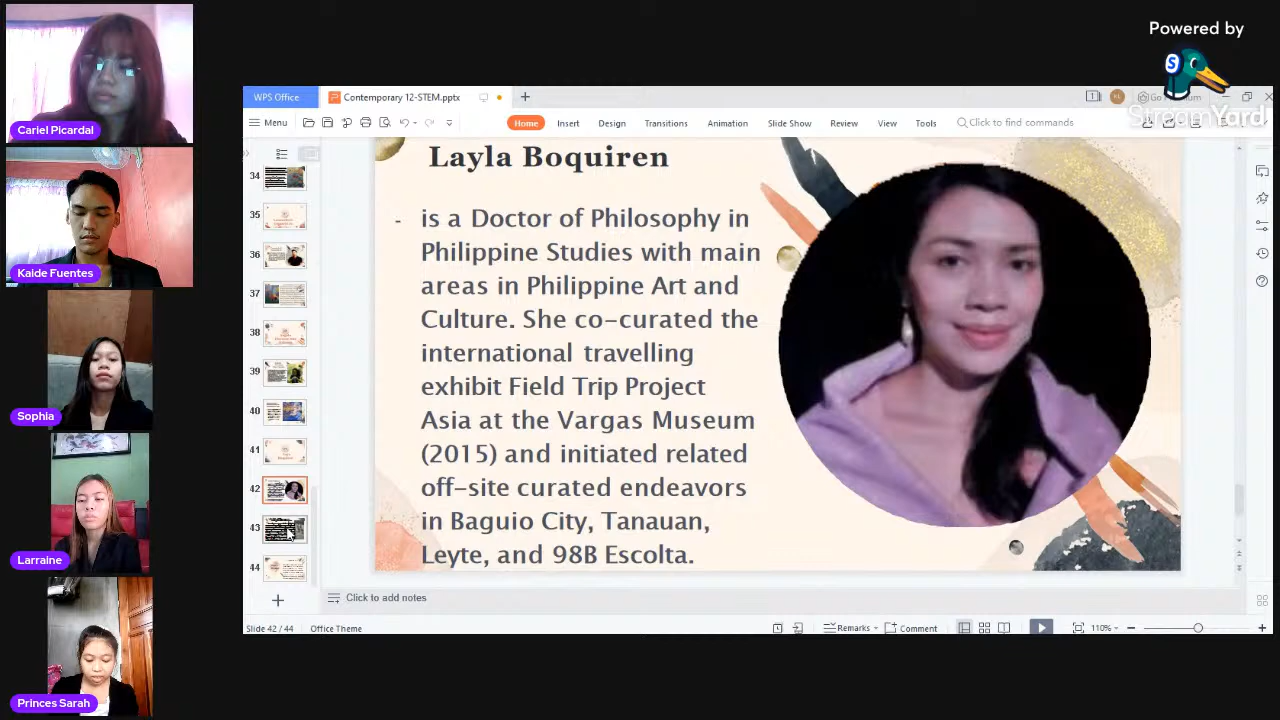 Powered by
StreamYard
Cariel Picardal
Kaide Fuentes
Sophia
Larraine
Princes Sarah
WPS Office
Contemporary 12-STEM.pptx
Menu
Home
Insert
Design
Transitions
Animation
Slide Show
Review
View
Tools
Click to find commands
34
35
36
37
38
39
40
41
42
43
44
Layla Boquiren
- is a Doctor of Philosophy in
Philippine Studies with main
areas in Philippine Art and
Culture. She co-curated the
international travelling
exhibit Field Trip Project
Asia at the Vargas Museum
(2015) and initiated related
off-site curated endeavors
in Baguio City, Tanauan,
Leyte, and 98B Escolta.
Click to add notes
Slide 42 / 44
Office Theme
Remarks
Comment
110%